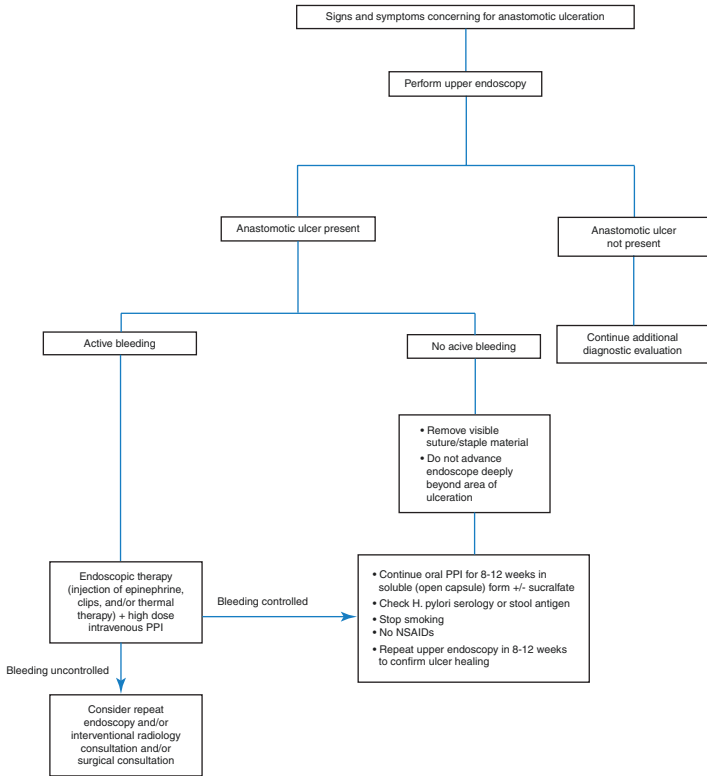 Signs and symptoms concerning for anastomotic ulceration
Perform upper endoscopy
Anastomotic ulcer present
Anastomotic ulcer
not present
Active bleeding
No acive bleeding
Continue additional
diagnostic evaluation
• Remove visible
suture/staple material
• Do not advance
endoscope deeply
beyond area of
ulceration
Endoscopic therapy
(injection of epinephrine,
clips, and/or thermal
therapy) + high dose
intravenous PPI
Bleeding controlled
• Continue oral PPI for 8-12 weeks in
soluble (open capsule) form +/- sucralfate
• Check H. pylori serology or stool antigen
• Stop smoking
• No NSAIDs
• Repeat upper endoscopy in 8-12 weeks
to confirm ulcer healing
Bleeding uncontrolled
Consider repeat
endoscopy and/or
interventional radiology
consultation and/or
surgical consultation